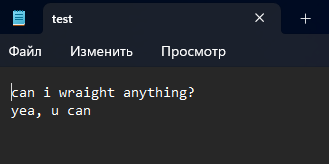 test
Файл Изменить Просмотр
can i wraight anything?
yea, u can